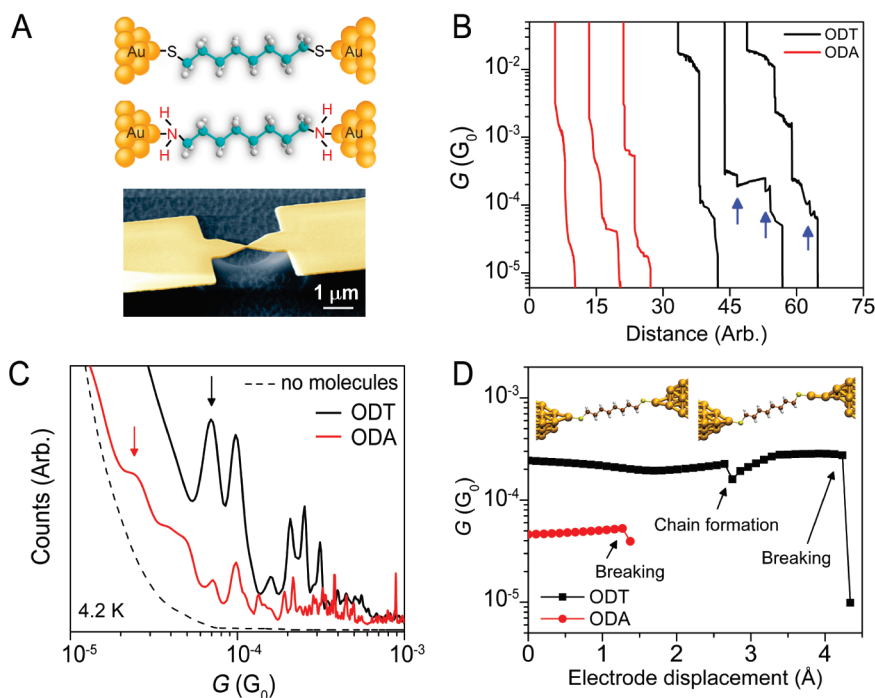 A
Au
S
S
Au
H
H
Au
N
N
Au
H
H
1 μm
B
ODT
ODA
10⁻²
10⁻³
10⁻⁴
10⁻⁵
G (G₀)
0
15
30
45
60
75
Distance (Arb.)
C
no molecules
ODT
ODA
Counts (Arb.)
4.2 K
10⁻⁵
10⁻⁴
10⁻³
G (G₀)
D
10⁻³
10⁻⁴
10⁻⁵
G (G₀)
Chain formation
Breaking
Breaking
ODT
ODA
0
1
2
3
4
Electrode displacement (Å)